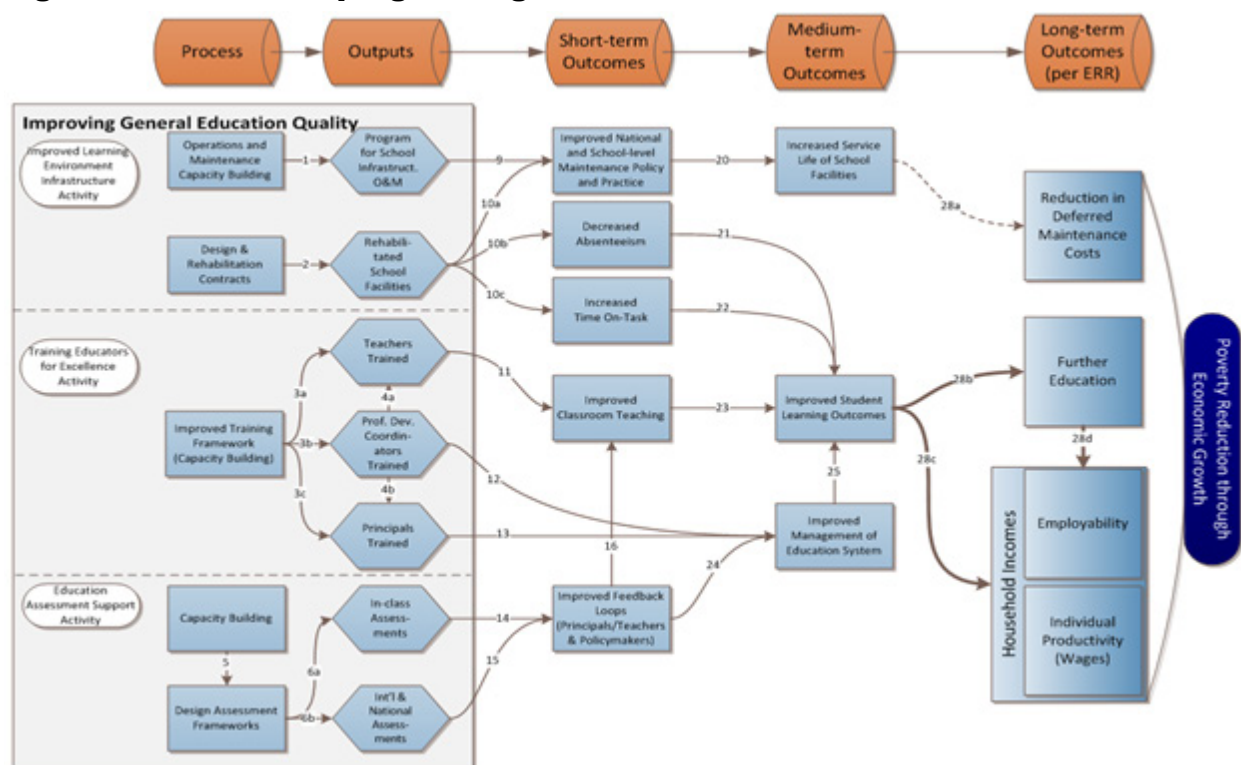 Process
Outputs
Short-term
Outcomes
Medium-
term
Outcomes
Long-term
Outcomes
(per ERR)
Improving General Education Quality
Improved Learning
Environment
Infrastructure
Activity
Operations and
Maintenance
Capacity Building
1
Program
for School
Infrastruct.
O&M
9
Improved National
and School-level
Maintenance Policy
and Practice
20
Increased Service
Life of School
Facilities
28a
Reduction in
Deferred
Maintenance
Costs
Design &
Rehabilitation
Contracts
2
Rehabili-
tated
School
Facilities
10a
10b
10c
Decreased
Absenteeism
21
Increased
Time On-Task
22
Training Educators
for Excellence
Activity
Improved Training
Framework
(Capacity Building)
3a
3b
3c
Teachers
Trained
4a
Prof. Dev.
Coordin-
ators
Trained
4b
Principals
Trained
11
12
13
Improved
Classroom Teaching
23
Improved Student
Learning Outcomes
25
Improved
Management of
Education System
28b
28c
Further
Education
28d
Household Incomes
Employability
Individual
Productivity
(Wages)
Poverty Reduction through
Economic Growth
Education
Assessment Support
Activity
Capacity Building
5
Design Assessment
Frameworks
6a
6b
In-class
Assess-
ments
Int'l &
National
Assess-
ments
14
15
16
24
Improved Feedback
Loops
(Principals/Teachers
& Policymakers)